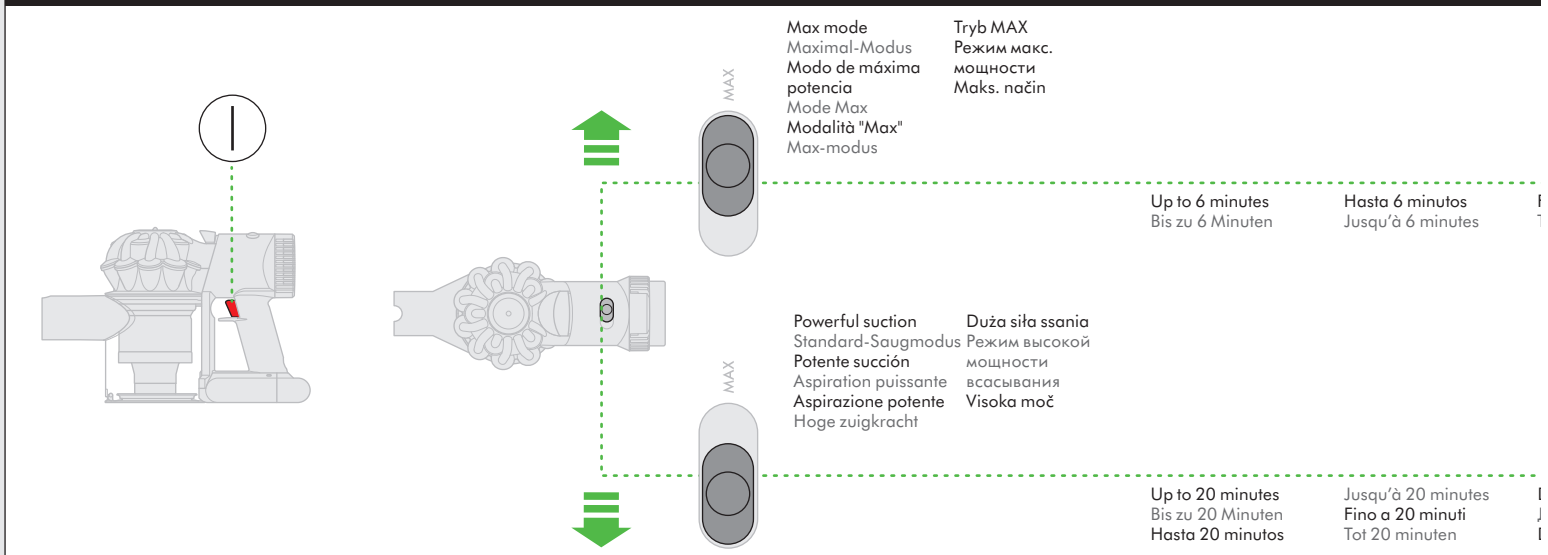 MAX
Max mode
Maximal-Modus
Modo de máxima
potencia
Mode Max
Modalità "Max"
Max-modus
Tryb MAX
Режим макс.
мощности
Maks. način
Up to 6 minutes
Bis zu 6 Minuten
Hasta 6 minutos
Jusqu’à 6 minutes
MAX
Powerful suction
Standard-Saugmodus
Potente succión
Aspiration puissante
Aspirazione potente
Hoge zuigkracht
Duża siła ssania
Режим высокой
мощности
всасывания
Visoka moč
Up to 20 minutes
Bis zu 20 Minuten
Hasta 20 minutos
Jusqu’à 20 minutes
Fino a 20 minuti
Tot 20 minuten